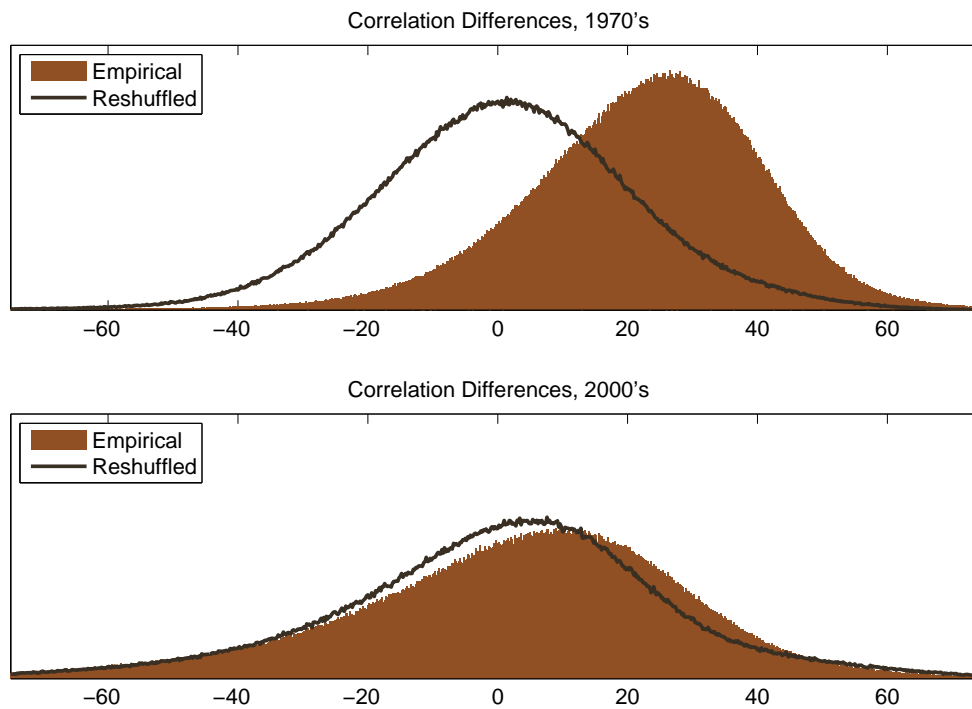 Correlation Differences, 1970's
Empirical
Reshuffled
−60 −40 −20 0 20 40 60
Correlation Differences, 2000's
Empirical
Reshuffled
−60 −40 −20 0 20 40 60